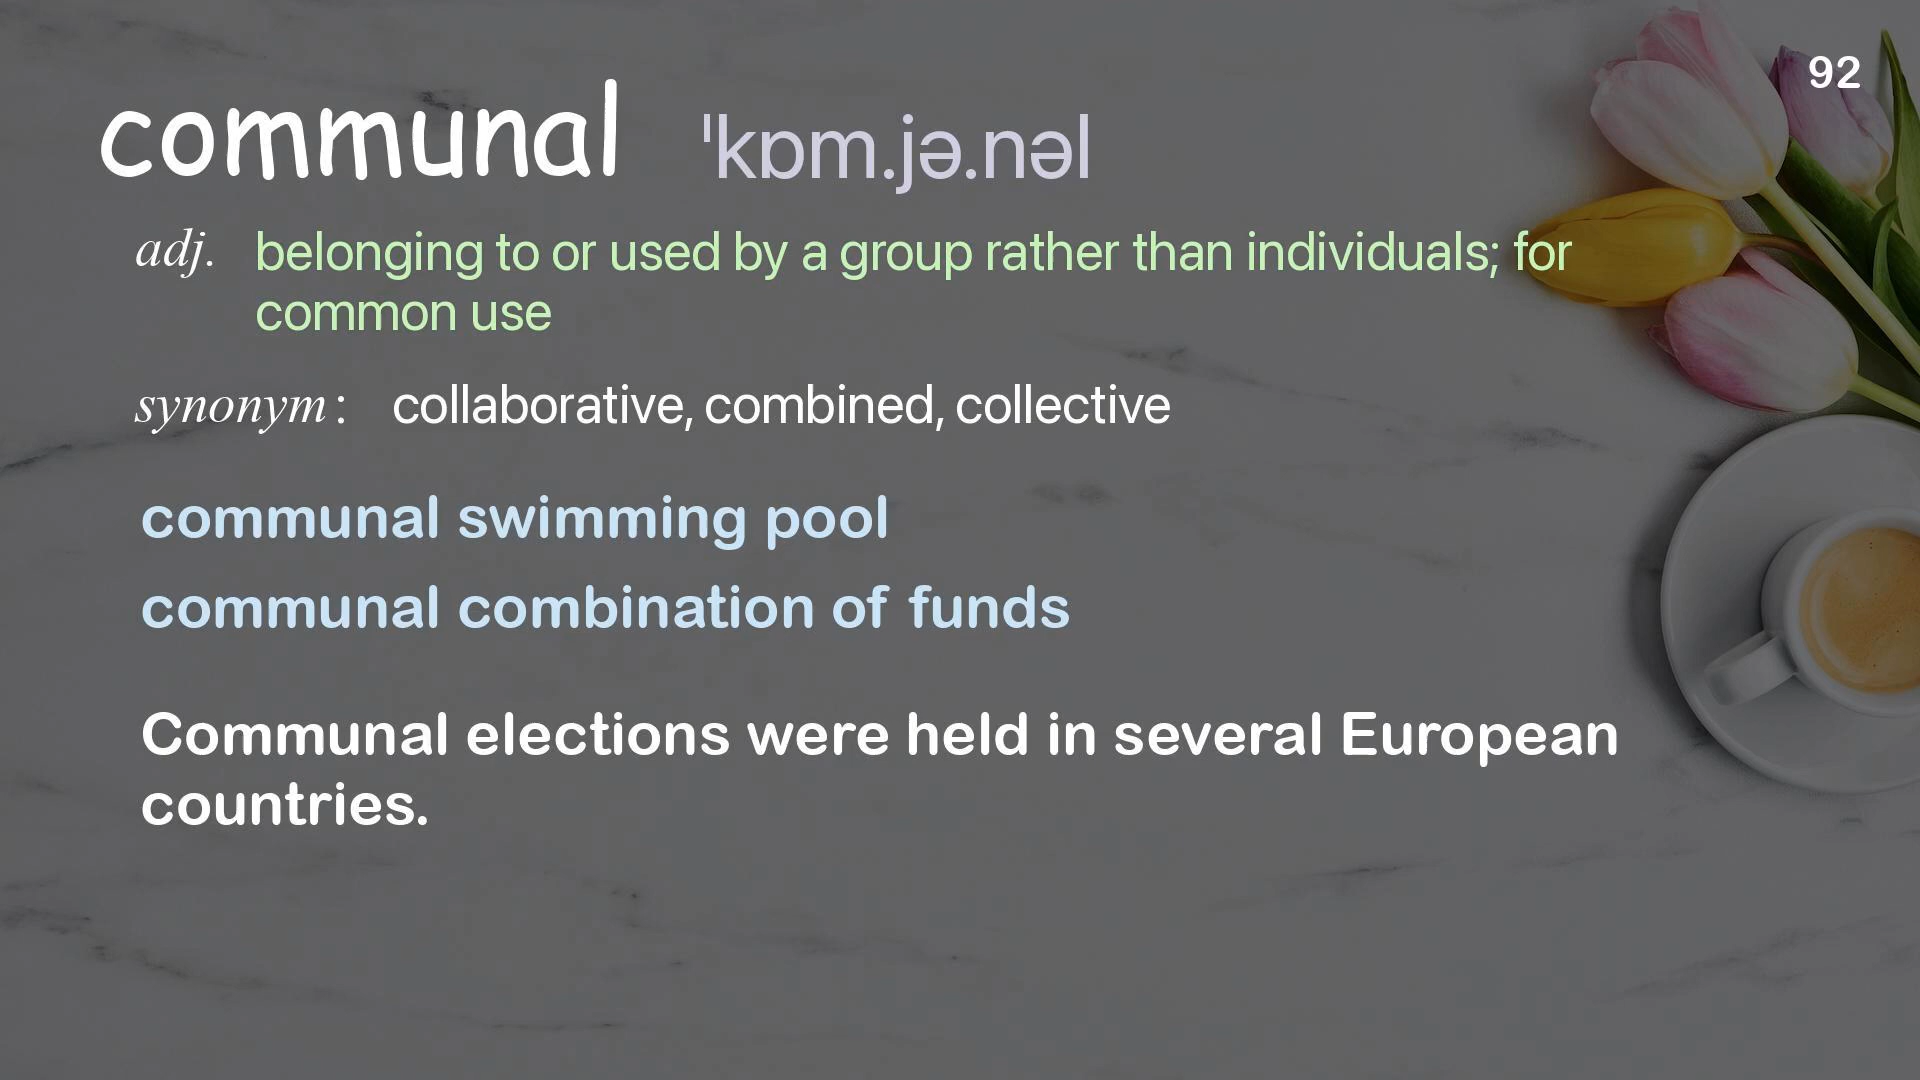 92
communal ˈkɒm.jə.nəl
adj. belonging to or used by a group rather than individuals; for
common use
synonym: collaborative, combined, collective
communal swimming pool
communal combination of funds
Communal elections were held in several European
countries.